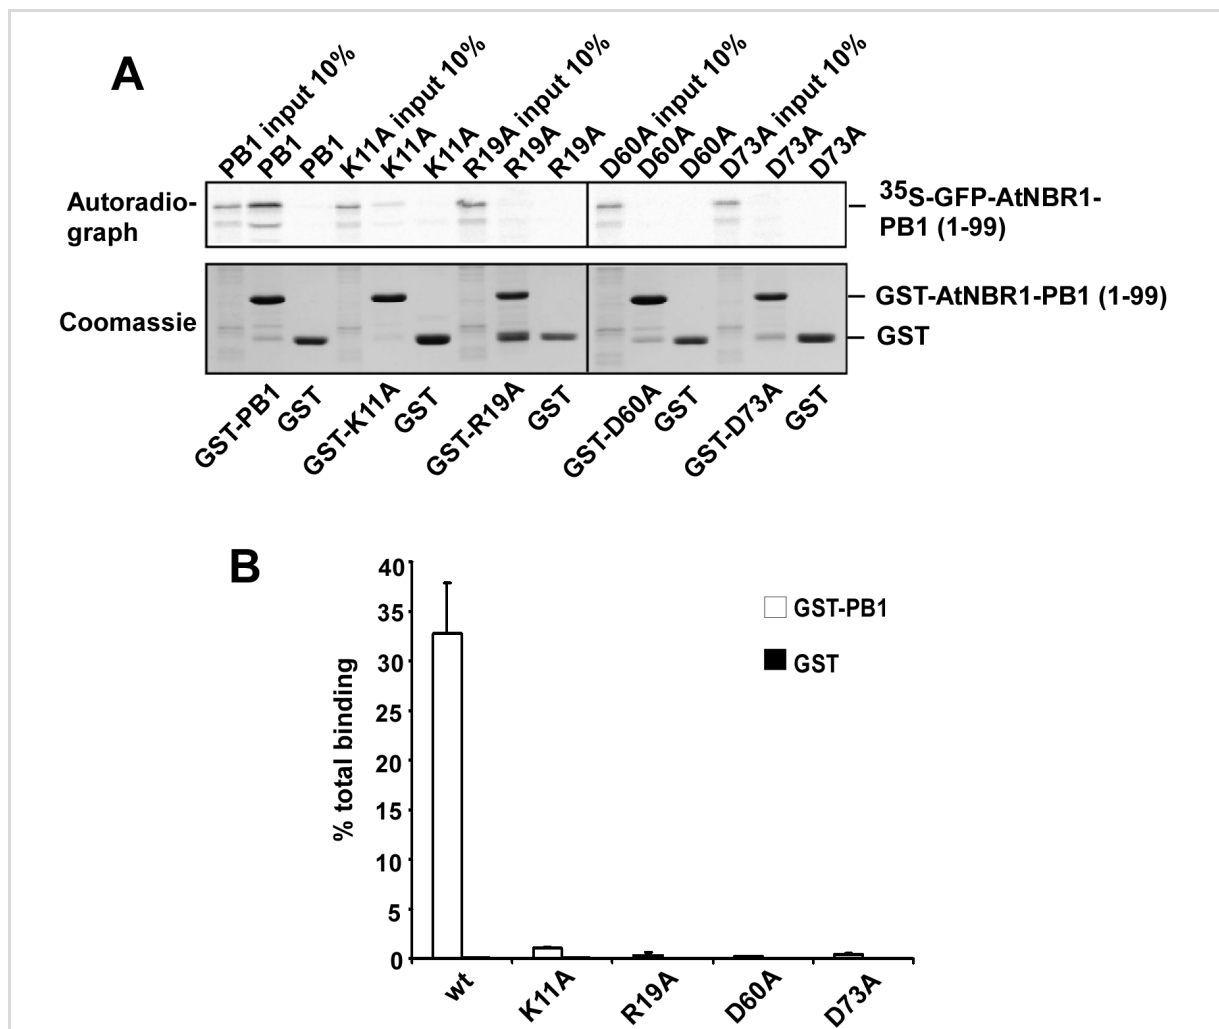 A
PB1 input 10%
PB1
PB1
K11A input 10%
K11A
K11A
R19A input 10%
R19A
R19A
D60A input 10%
D60A
D60A
D73A input 10%
D73A
D73A
Autoradio-
graph
35S-GFP-AtNBR1-
PB1 (1-99)
Coomassie
GST-AtNBR1-PB1 (1-99)
GST
GST-PB1
GST
GST-K11A
GST
GST-R19A
GST
GST-D60A
GST
GST-D73A
GST
B
% total binding
40
35
30
25
20
15
10
5
0
GST-PB1
GST
wt
K11A
R19A
D60A
D73A